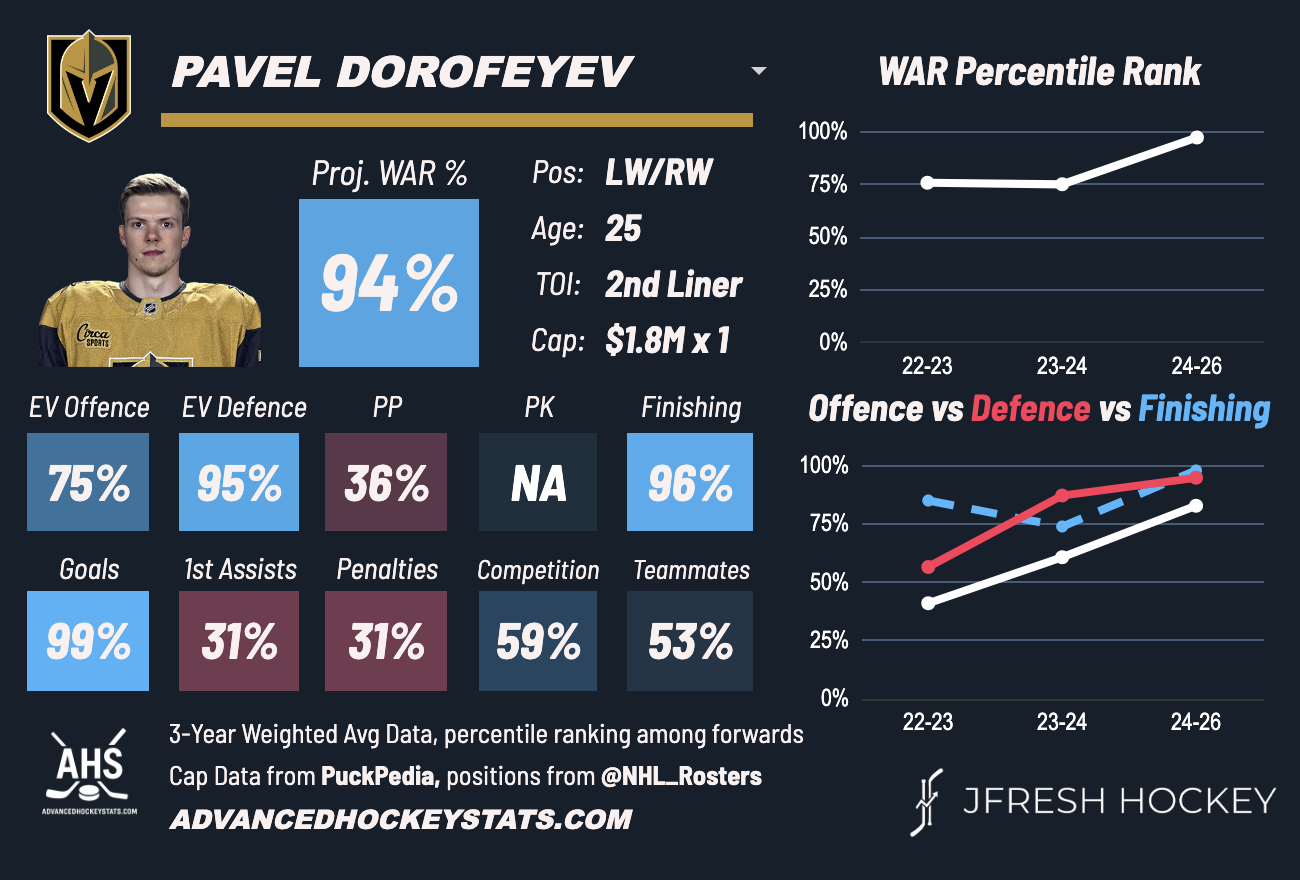 PAVEL DOROFEYEV
Proj. WAR %
94%
Pos: LW/RW
Age: 25
TOI: 2nd Liner
Cap: $1.8M x 1
Circa
SPORTS
EV Offence EV Defence PP PK Finishing
75% 95% 36% NA 96%
Goals 1st Assists Penalties Competition Teammates
99% 31% 31% 59% 53%
WAR Percentile Rank
100%
75%
50%
25%
0%
22-23 23-24 24-26
Offence vs Defence vs Finishing
100%
75%
50%
25%
0%
22-23 23-24 24-26
AHS
ADVANCEDHOCKEYSTATS.COM
3-Year Weighted Avg Data, percentile ranking among forwards
Cap Data from PuckPedia, positions from @NHL_Rosters
ADVANCEDHOCKEYSTATS.COM
JFRESH HOCKEY